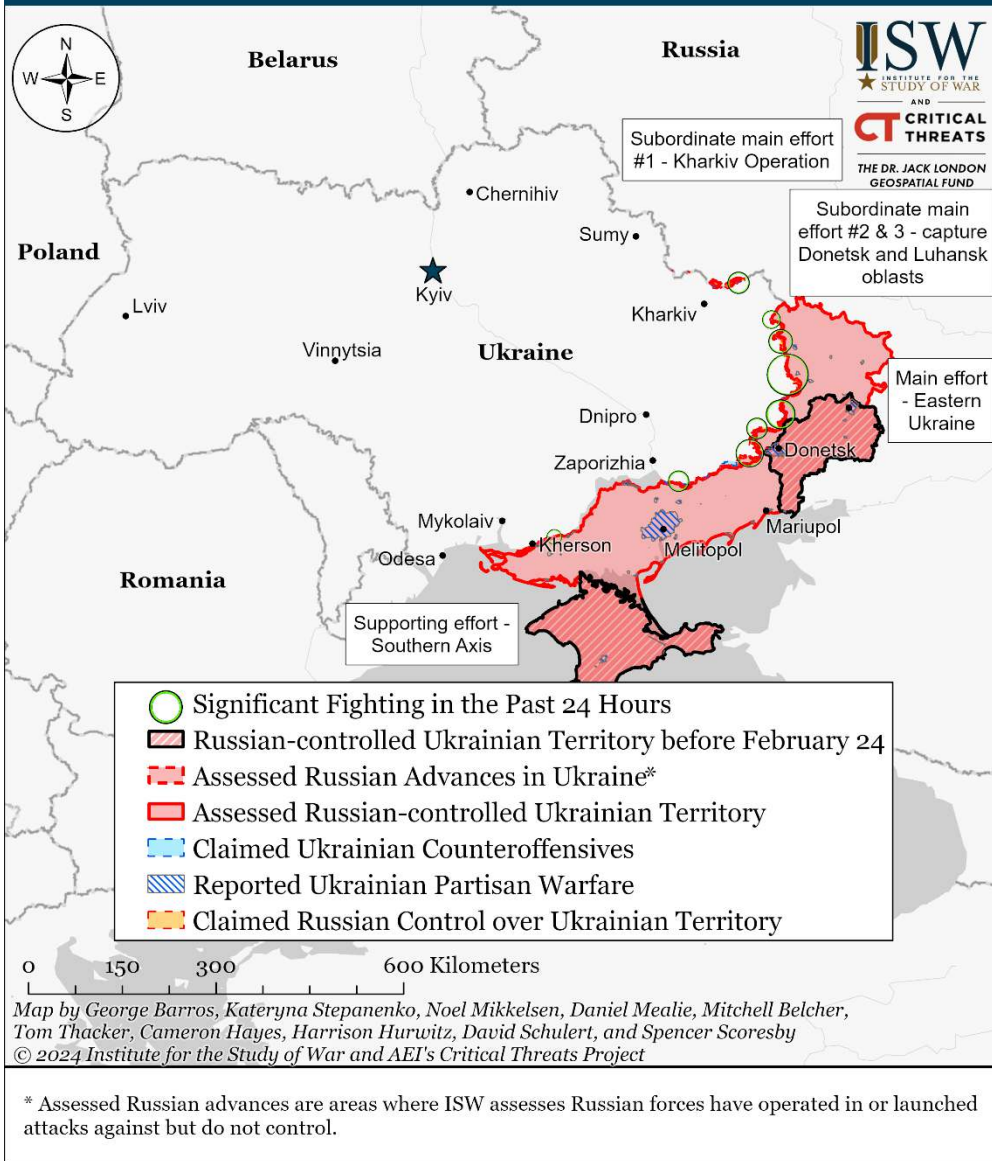 N
W E
S
Belarus
Russia
ISW
INSTITUTE FOR THE
STUDY OF WAR
AND
CT CRITICAL
THREATS
THE DR. JACK LONDON
GEOSPATIAL FUND
Subordinate main effort
#1 - Kharkiv Operation
Subordinate main
effort #2 & 3 - capture
Donetsk and Luhansk
oblasts
Chernihiv
Sumy
Poland
Kyiv
Lviv
Kharkiv
Vinnytsia
Ukraine
Main effort
- Eastern
Ukraine
Dnipro
Donetsk
Zaporizhia
Mykolaiv
Mariupol
Kherson
Melitopol
Odesa
Romania
Supporting effort -
Southern Axis
Significant Fighting in the Past 24 Hours
Russian-controlled Ukrainian Territory before February 24
Assessed Russian Advances in Ukraine*
Assessed Russian-controlled Ukrainian Territory
Claimed Ukrainian Counteroffensives
Reported Ukrainian Partisan Warfare
Claimed Russian Control over Ukrainian Territory
0 150 300 600 Kilometers
Map by George Barros, Kateryna Stepanenko, Noel Mikkelsen, Daniel Mealie, Mitchell Belcher,
Tom Thacker, Cameron Hayes, Harrison Hurwitz, David Schulert, and Spencer Scoresby
© 2024 Institute for the Study of War and AEI's Critical Threats Project
* Assessed Russian advances are areas where ISW assesses Russian forces have operated in or launched
attacks against but do not control.